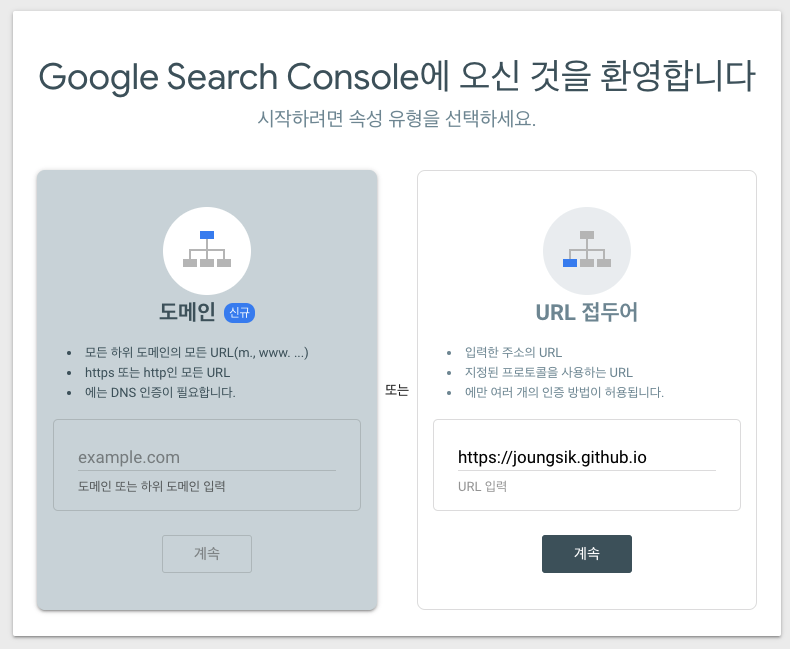 Google Search Console에 오신 것을 환영합니다
시작하려면 속성 유형을 선택하세요.
도메인 신규
모든 하위 도메인의 모든 URL(m., www. ...)
https 또는 http인 모든 URL
에는 DNS 인증이 필요합니다.
example.com
도메인 또는 하위 도메인 입력
계속
또는
URL 접두어
입력한 주소의 URL
지정된 프로토콜을 사용하는 URL
에만 여러 개의 인증 방법이 허용됩니다.
https://joungsik.github.io
URL 입력
계속